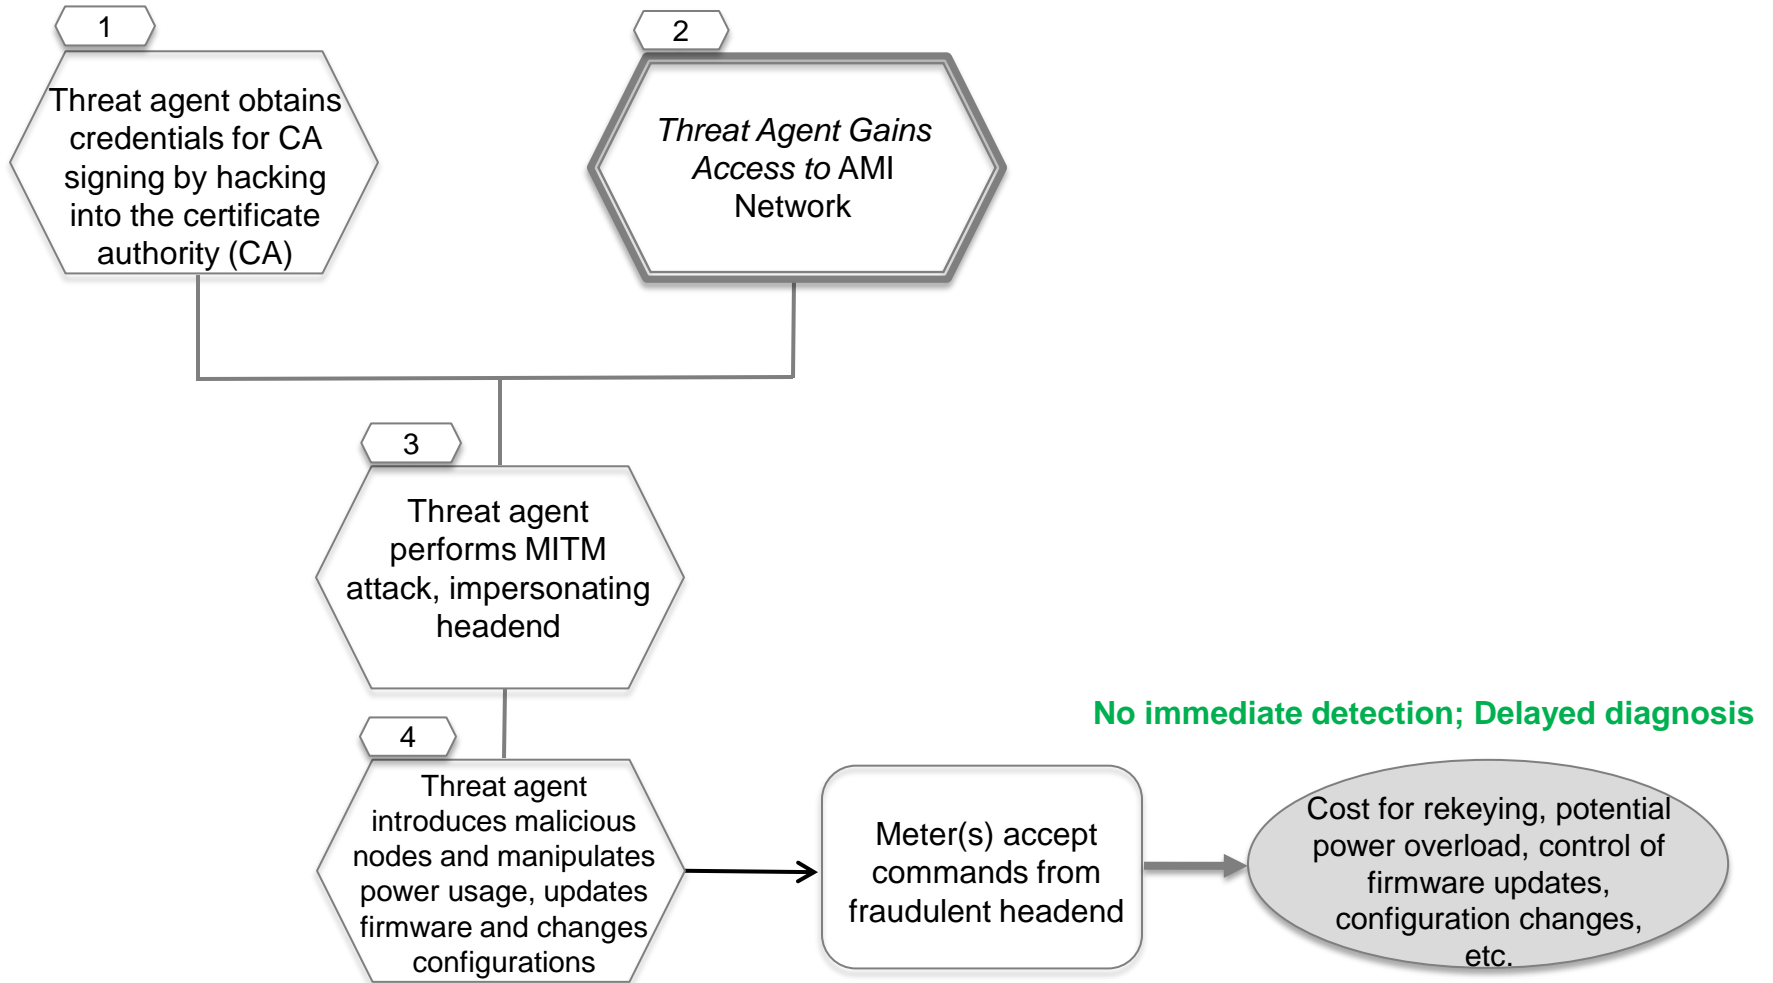 1
Threat agent obtains
credentials for CA
signing by hacking
into the certificate
authority (CA)
2
Threat Agent Gains
Access to AMI
Network
3
Threat agent
performs MITM
attack, impersonating
headend
4
Threat agent
introduces malicious
nodes and manipulates
power usage, updates
firmware and changes
configurations
Meter(s) accept
commands from
fraudulent headend
No immediate detection; Delayed diagnosis
Cost for rekeying, potential
power overload, control of
firmware updates,
configuration changes,
etc.